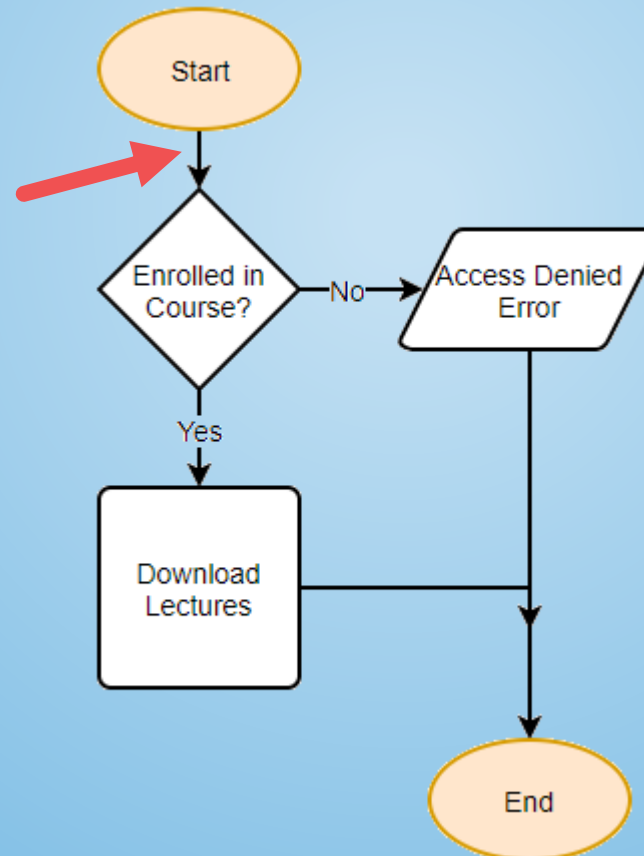 Start
Enrolled in
Course?
No
Access Denied
Error
Yes
Download
Lectures
End